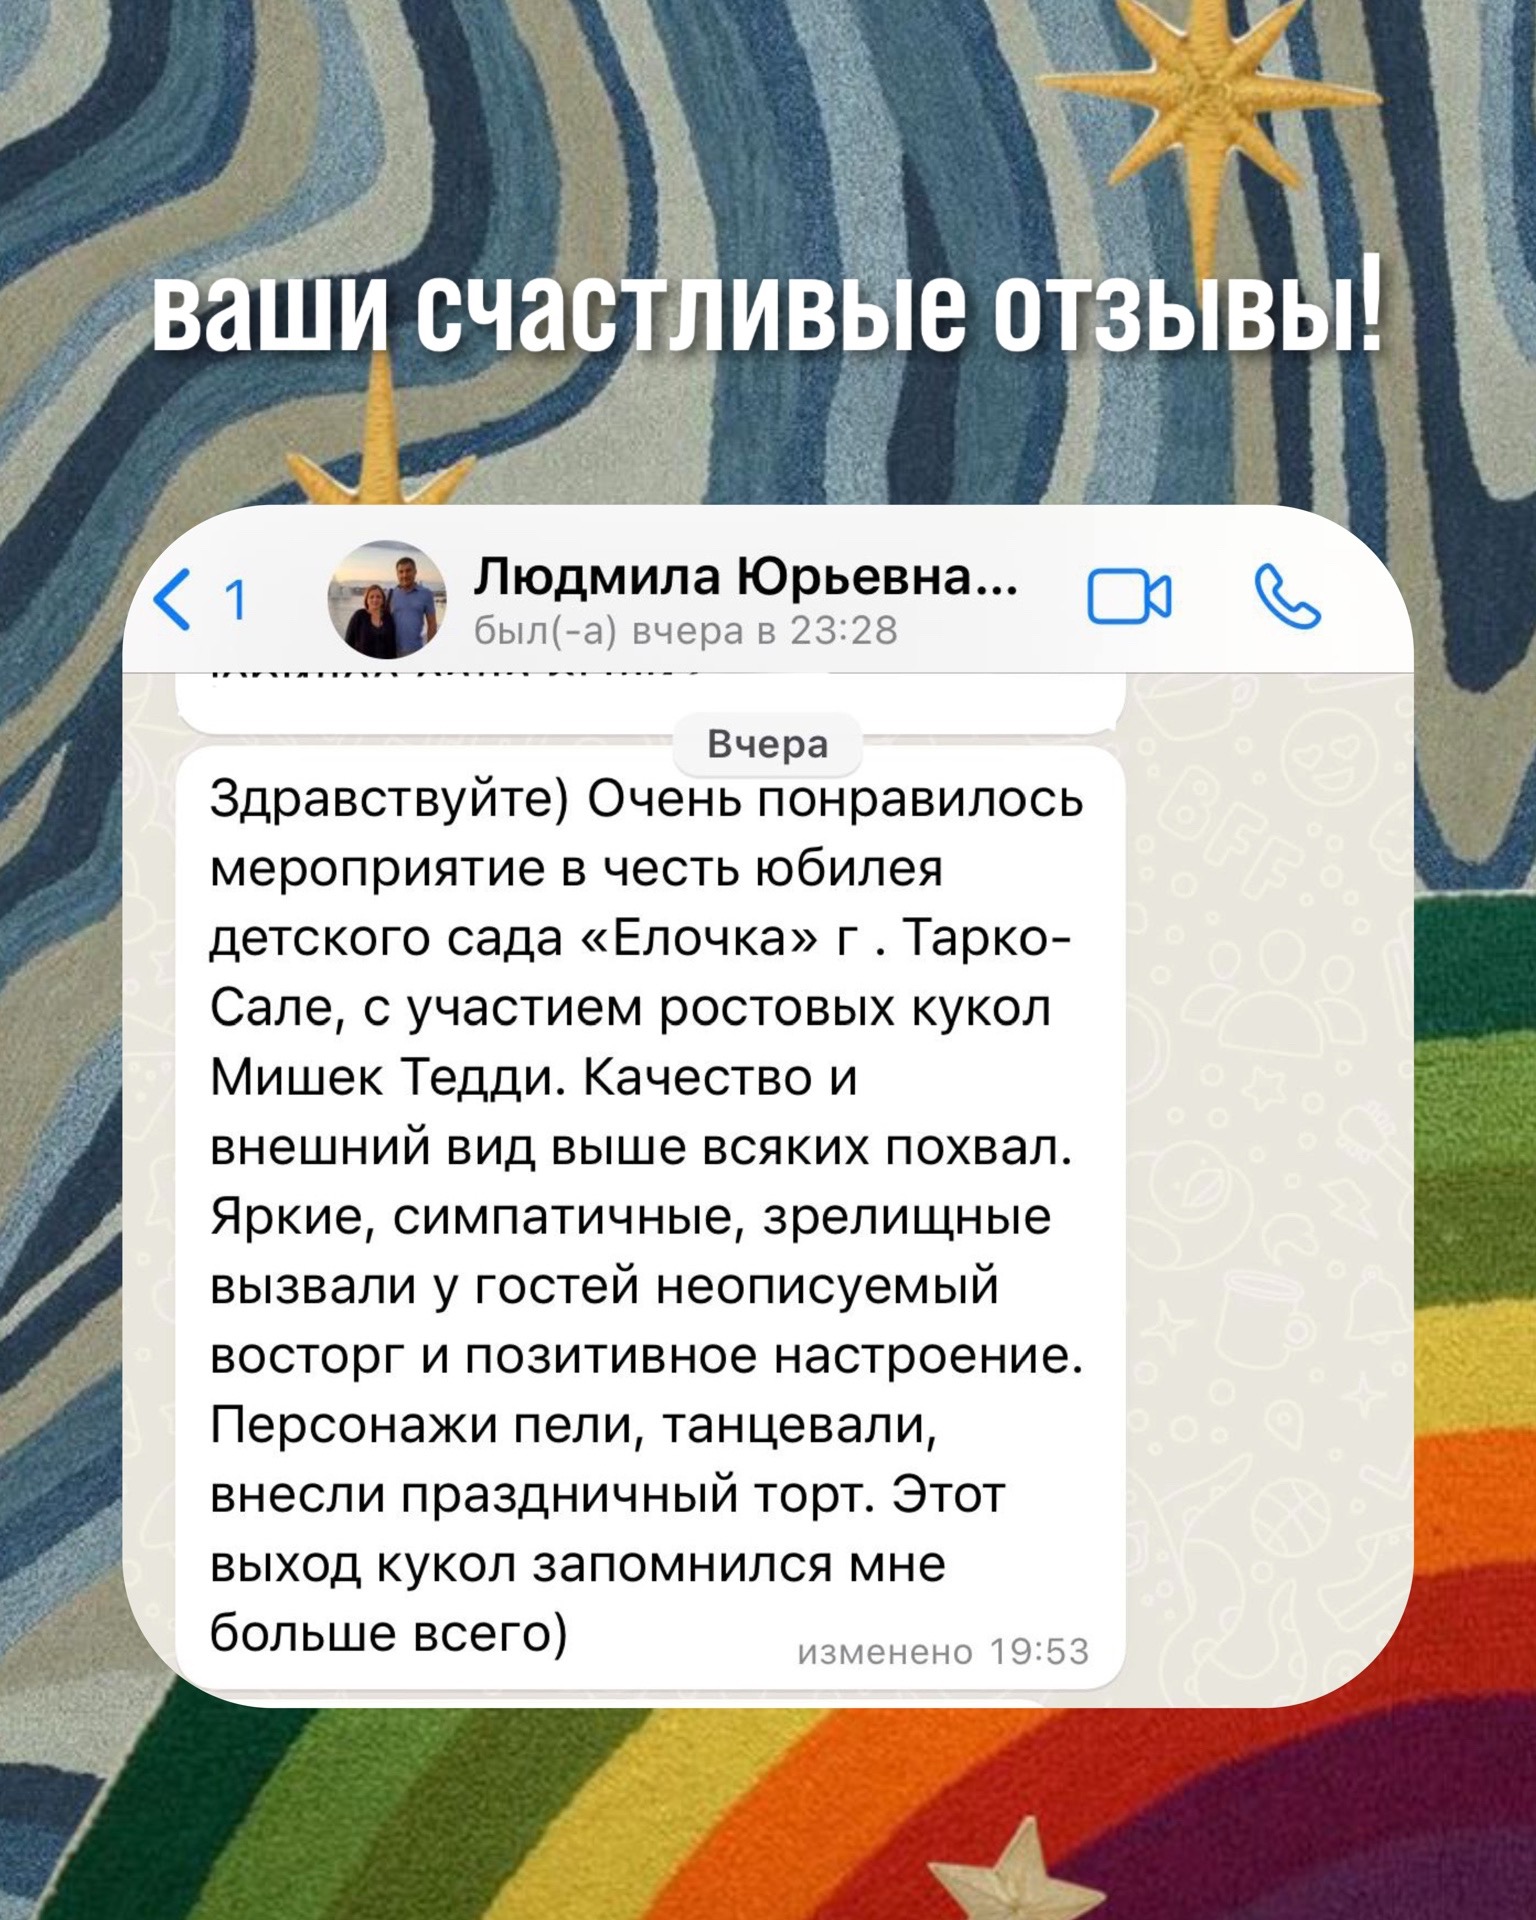 ваши счастливые отзывы!
1
Людмила Юрьевна...
был(-а) вчера в 23:28
Вчера
Здравствуйте) Очень понравилось
мероприятие в честь юбилея
детского сада «Елочка» г . Тарко-
Сале, с участием ростовых кукол
Мишек Тедди. Качество и
внешний вид выше всяких похвал.
Яркие, симпатичные, зрелищные
вызвали у гостей неописуемый
восторг и позитивное настроение.
Персонажи пели, танцевали,
внесли праздничный торт. Этот
выход кукол запомнился мне
больше всего)
изменено 19:53
BFF